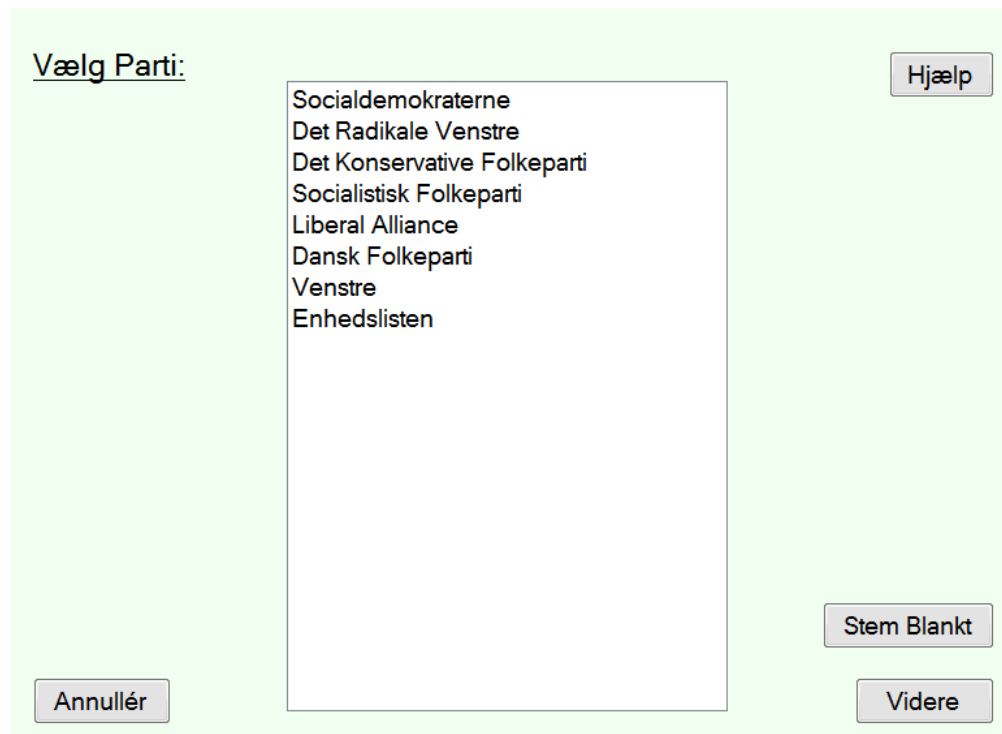 Vælg Parti:
Hjælp
Socialdemokraterne
Det Radikale Venstre
Det Konservative Folkeparti
Socialistisk Folkeparti
Liberal Alliance
Dansk Folkeparti
Venstre
Enhedslisten
Stem Blankt
Annullér
Videre